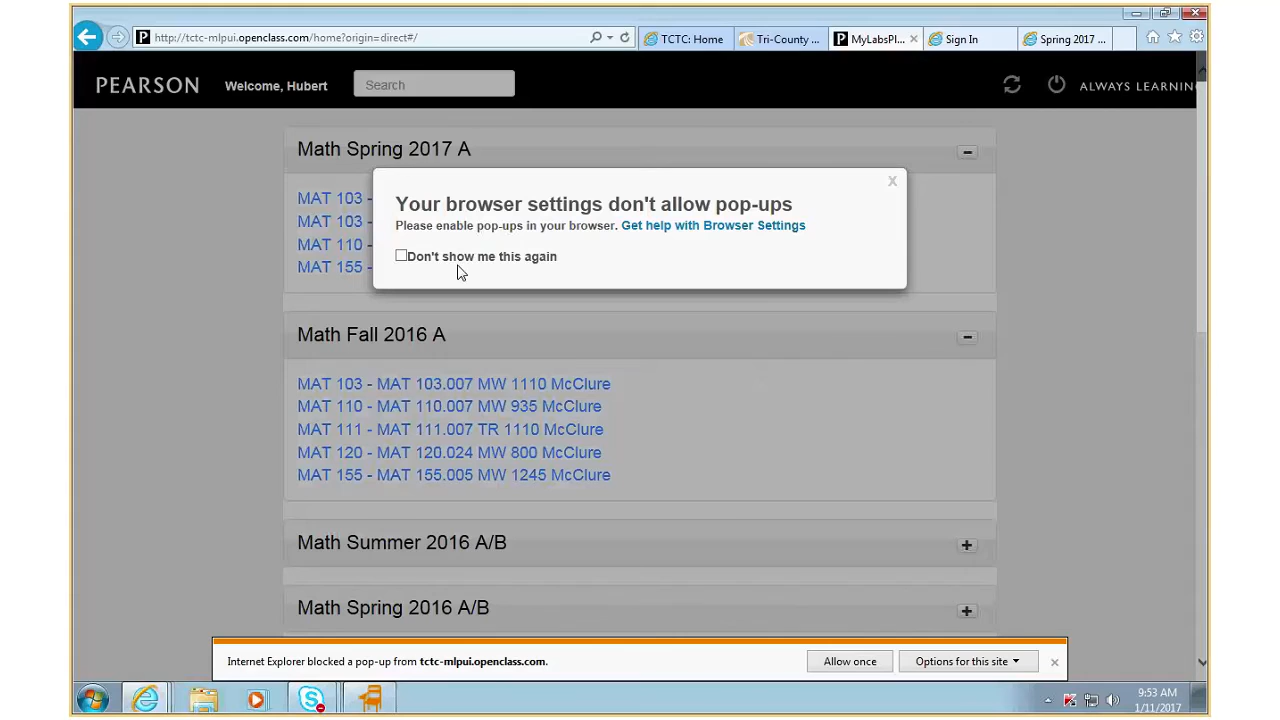 http://tctc-mlpui.openclass.com/home?origin=direct#/
TCTC: Home
Tri-County ...
MyLabsPl...
Sign In
Spring 2017 ...
PEARSON
Welcome, Hubert
Search
ALWAYS LEARNIN
Math Spring 2017 A
MAT 103 -
MAT 103 -
MAT 110 -
MAT 155 -
X
Your browser settings don't allow pop-ups
Please enable pop-ups in your browser. Get help with Browser Settings
Don't show me this again
Math Fall 2016 A
MAT 103 - MAT 103.007 MW 1110 McClure
MAT 110 - MAT 110.007 MW 935 McClure
MAT 111 - MAT 111.007 TR 1110 McClure
MAT 120 - MAT 120.024 MW 800 McClure
MAT 155 - MAT 155.005 MW 1245 McClure
Math Summer 2016 A/B
Math Spring 2016 A/B
Internet Explorer blocked a pop-up from tctc-mlpui.openclass.com.
Allow once
Options for this site
9:53 AM
1/11/2017